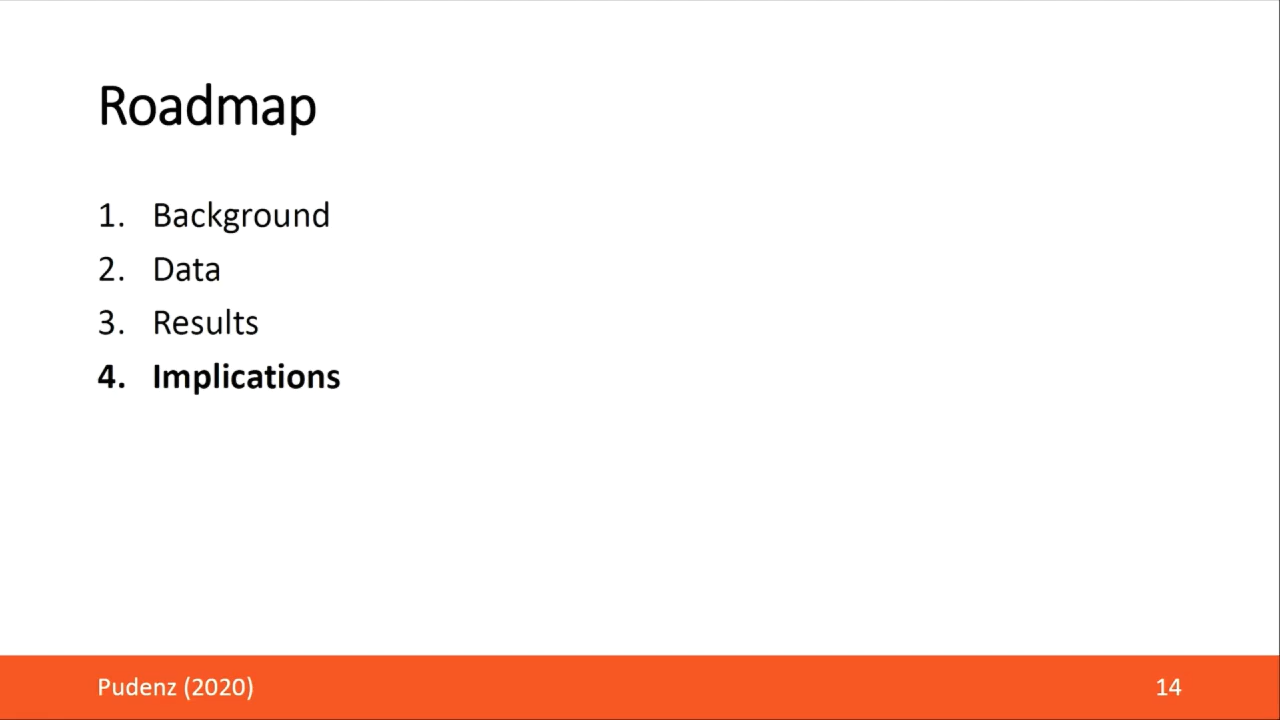 Roadmap
1. Background
2. Data
3. Results
4. Implications
Pudenz (2020)
14